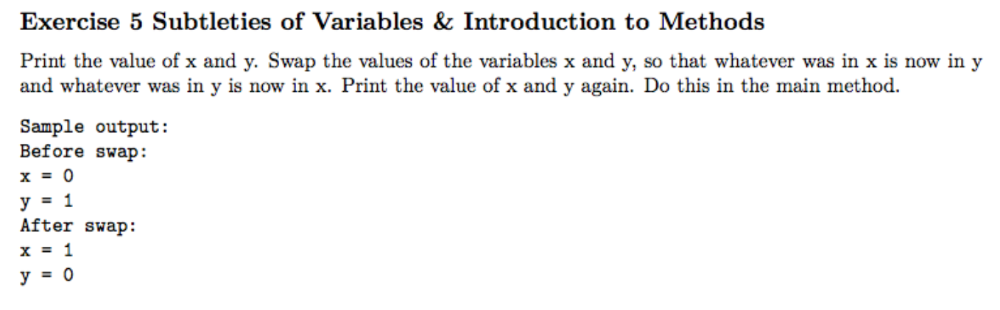 Exercise 5 Subtleties of Variables & Introduction to Methods
Print the value of x and y. Swap the values of the variables x and y, so that whatever was in x is now in y
and whatever was in y is now in x. Print the value of x and y again. Do this in the main method.
Sample output:
Before swap:
x = 0
y = 1
After swap:
x = 1
y = 0